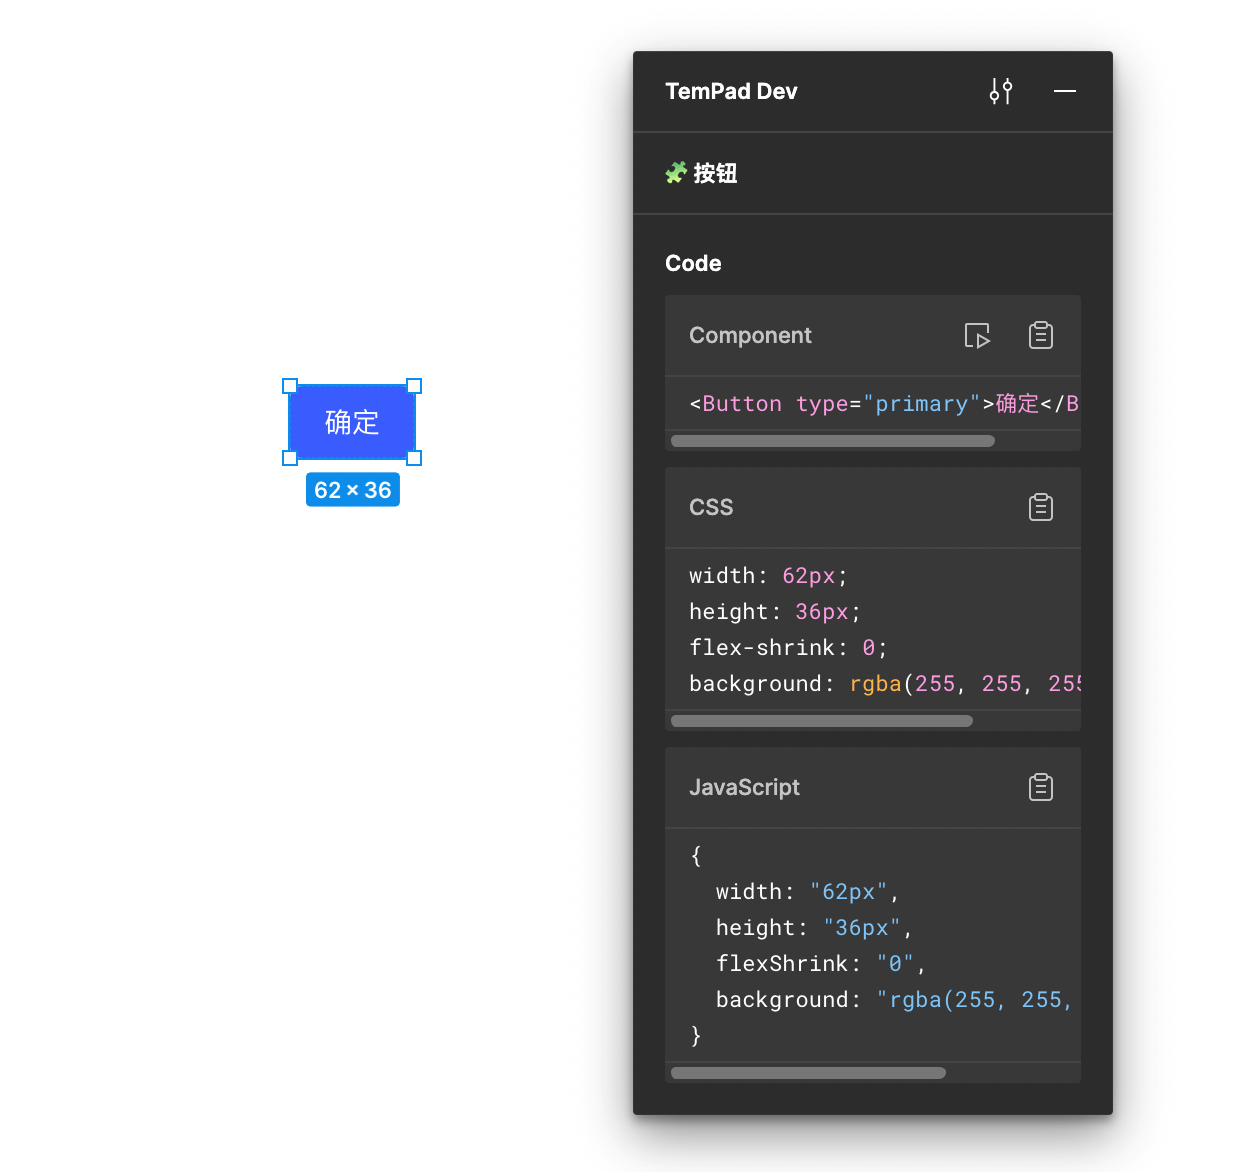 TemPad Dev
按钮
Code
Component
<Button type="primary">确定</B
CSS
width: 62px;
height: 36px;
flex-shrink: 0;
background: rgba(255, 255, 255
JavaScript
{
  width: "62px",
  height: "36px",
  flexShrink: "0",
  background: "rgba(255, 255,
}
确定
62 × 36